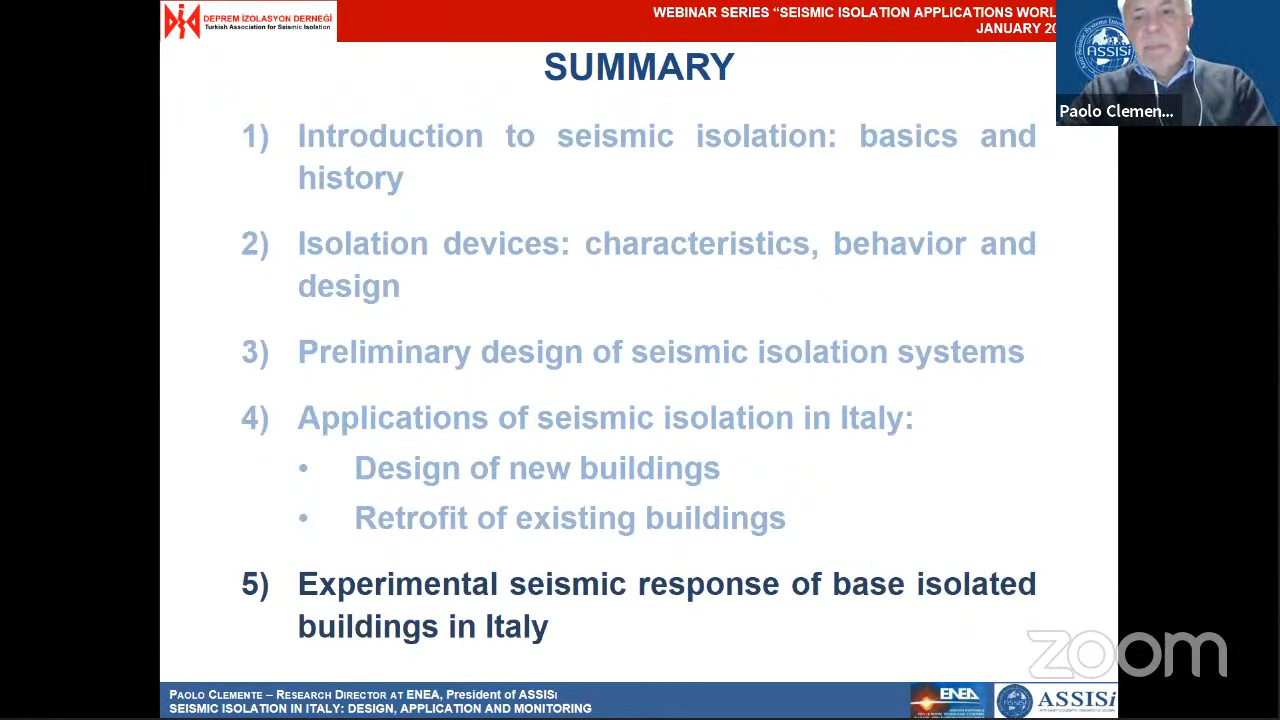 DEPREM İZOLASYON DERNEĞİ
Turkish Association for Seismic Isolation
WEBINAR SERIES “SEISMIC ISOLATION APPLICATIONS
JANUARY
ASSISi
Paolo Clemen...
SUMMARY
1) Introduction to seismic isolation: basics and
history
2) Isolation devices: characteristics, behavior and
design
3) Preliminary design of seismic isolation systems
4) Applications of seismic isolation in Italy:
• Design of new buildings
• Retrofit of existing buildings
5) Experimental seismic response of base isolated
buildings in Italy
zoom
PAOLO CLEMENTE – RESEARCH DIRECTOR AT ENEA, President of ASSISi
SEISMIC ISOLATION IN ITALY: DESIGN, APPLICATION AND MONITORING
ENEA
ASSISi